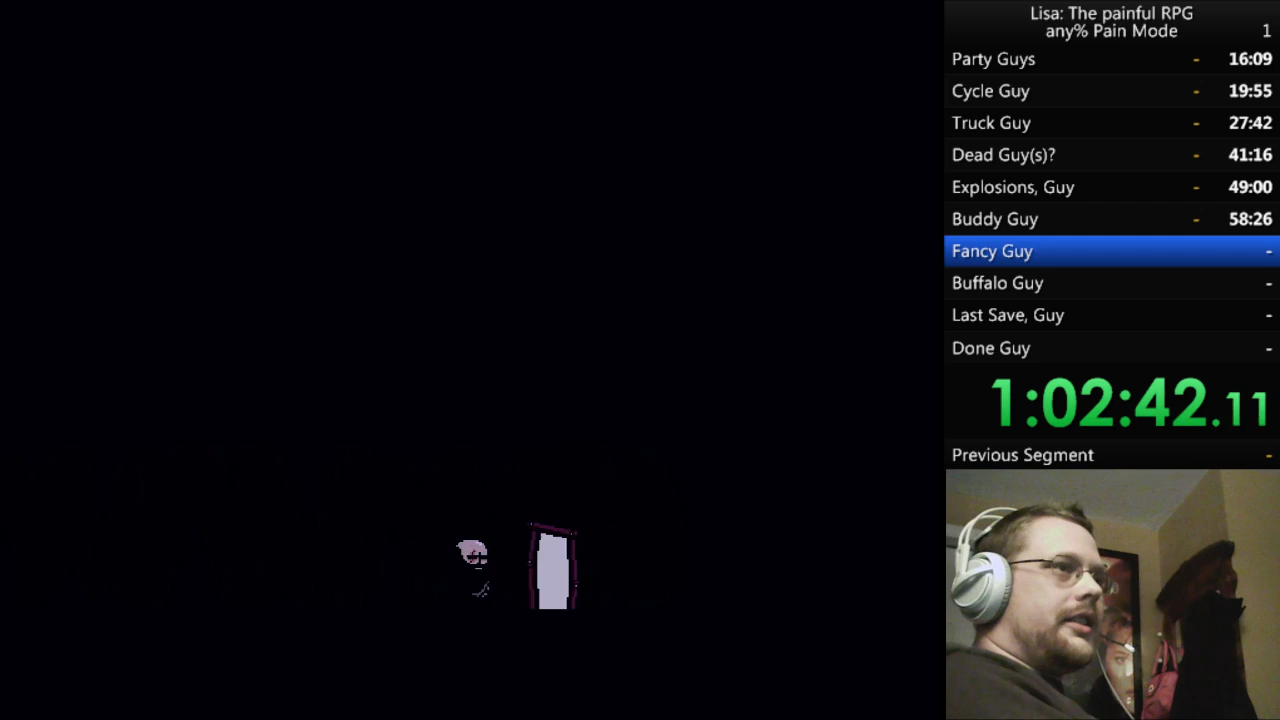 Lisa: The painful RPG
any% Pain Mode 1
Party Guys - 16:09
Cycle Guy - 19:55
Truck Guy - 27:42
Dead Guy(s)? - 41:16
Explosions, Guy - 49:00
Buddy Guy - 58:26
Fancy Guy -
Buffalo Guy -
Last Save, Guy -
Done Guy -
1:02:42.11
Previous Segment -